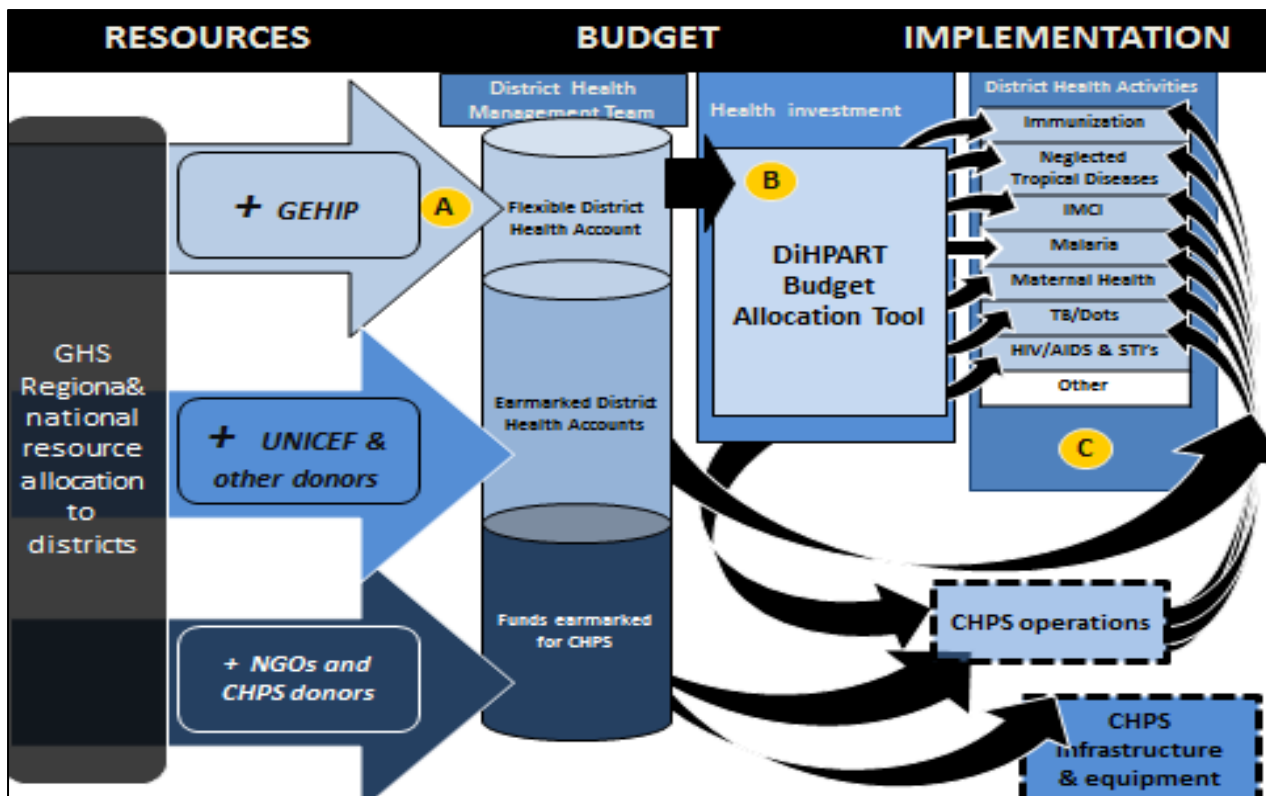 RESOURCES
BUDGET
IMPLEMENTATION
GHS
Regiona&
national
resource
allocation
to
districts
+ GEHIP
A
+ UNICEF &
other donors
+ NGOs and
CHPS donors
District Health
Management Team
Flexible District
Health Account
Earmarked District
Health Accounts
Funds earmarked
for CHPS
Health investment
B
DiHPART
Budget
Allocation Tool
District Health Activities
Immunization
Neglected
Tropical Diseases
IMCI
Malaria
Maternal Health
TB/Dots
HIV/AIDS & STI's
Other
C
CHPS operations
CHPS
infrastructure
& equipment